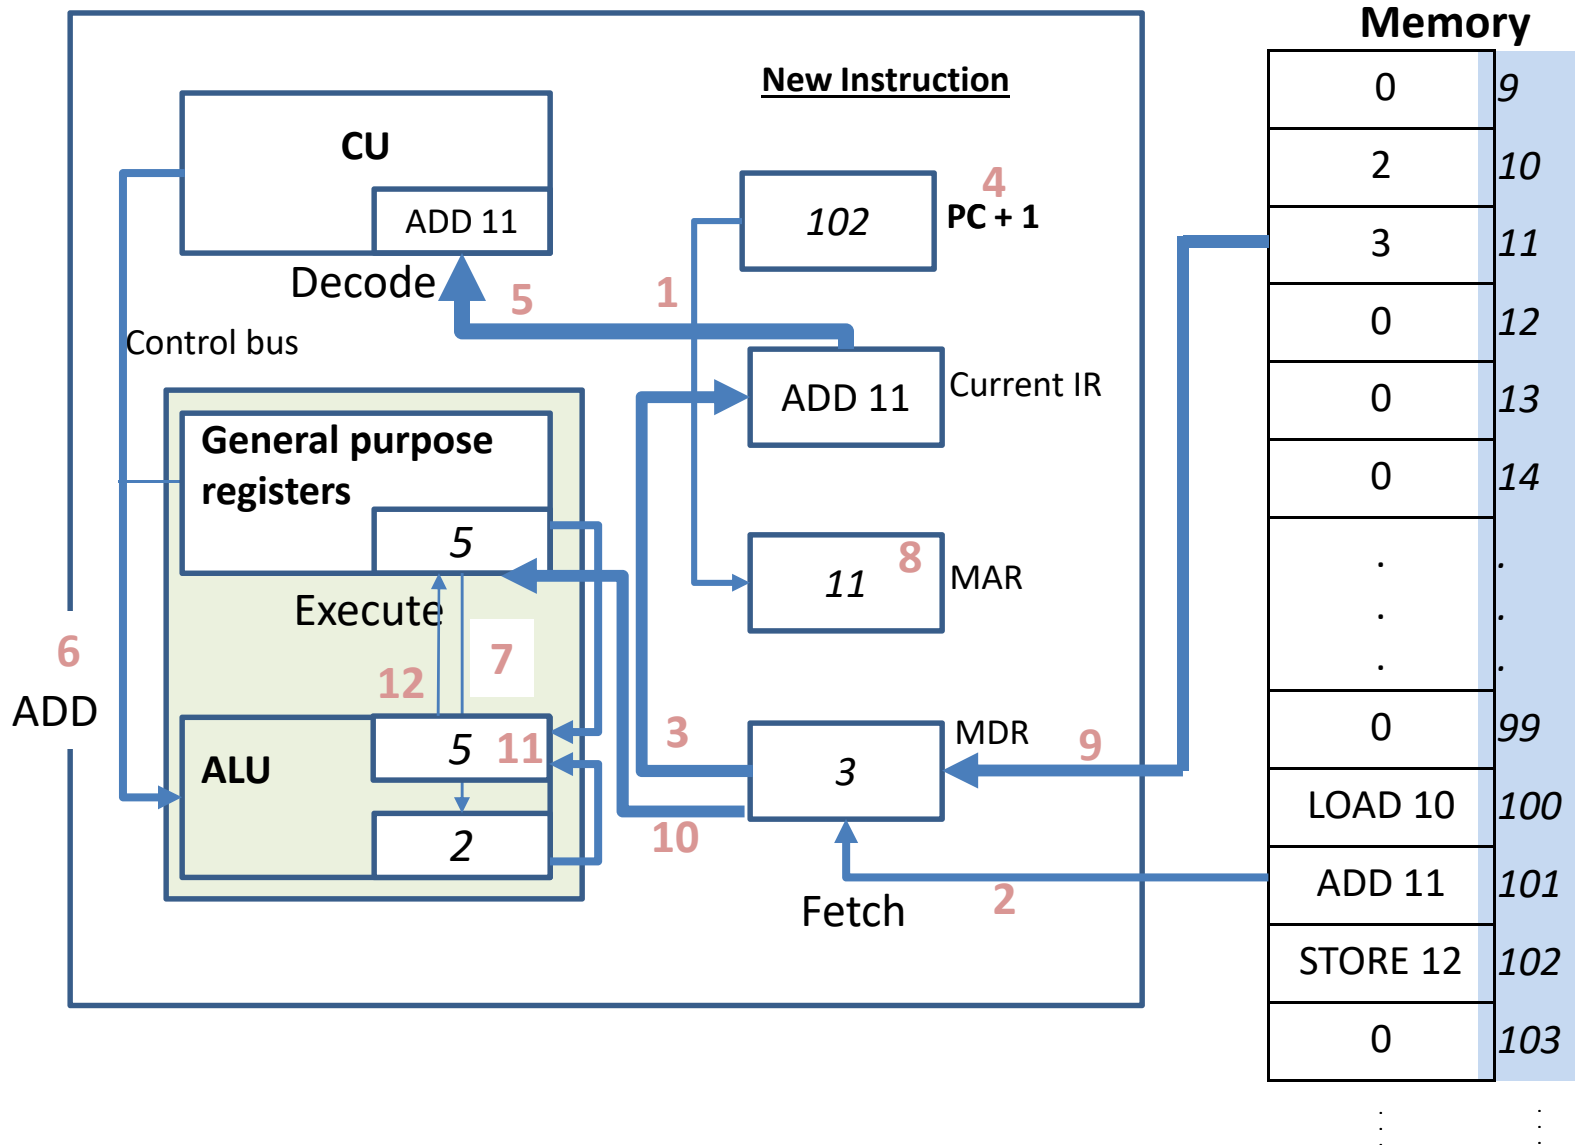 Memory
New Instruction
CU
ADD 11
Decode
5
1
102
4
PC + 1
Control bus
ADD 11
Current IR
General purpose
registers
5
Execute
11
8
MAR
6
ADD
12
7
ALU
5
11
2
3
3
MDR
9
10
Fetch
2
0 9
2 10
3 11
0 12
0 13
0 14
. .
. .
. .
0 99
LOAD 10 100
ADD 11 101
STORE 12 102
0 103
. .
. .
. .